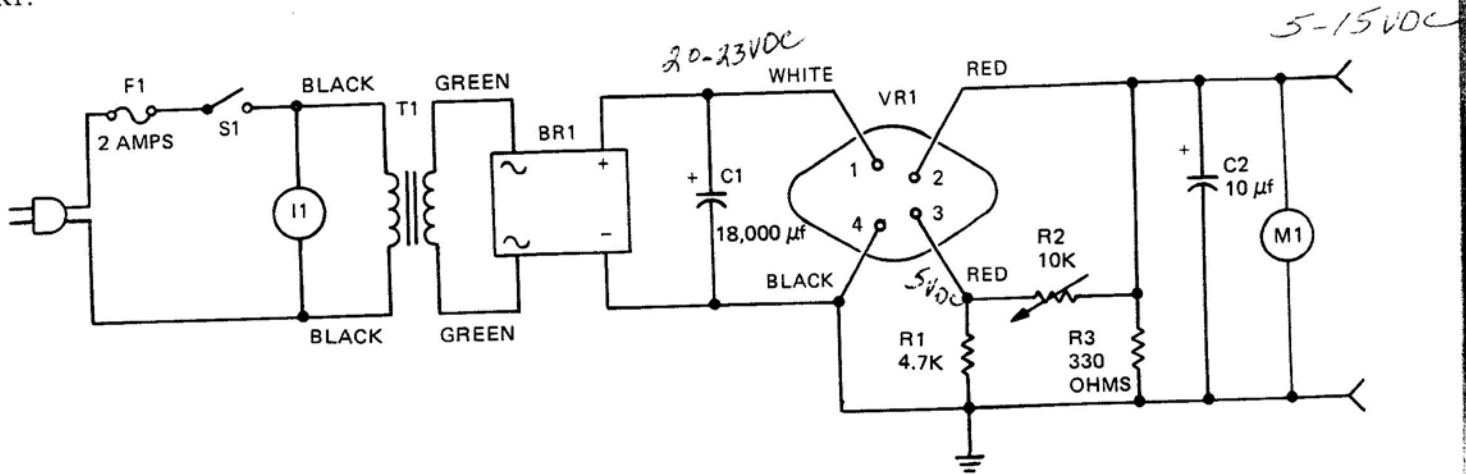 5-15VDC
20-23VDC
F1
2 AMPS
S1
BLACK
T1
GREEN
BR1
WHITE
VR1
RED
I1
+
-
+
C1
18,000 µf
1
2
3
4
BLACK
GREEN
BLACK
5VDC
RED
R2
10K
R1
4.7K
R3
330
OHMS
+
C2
10 µf
M1